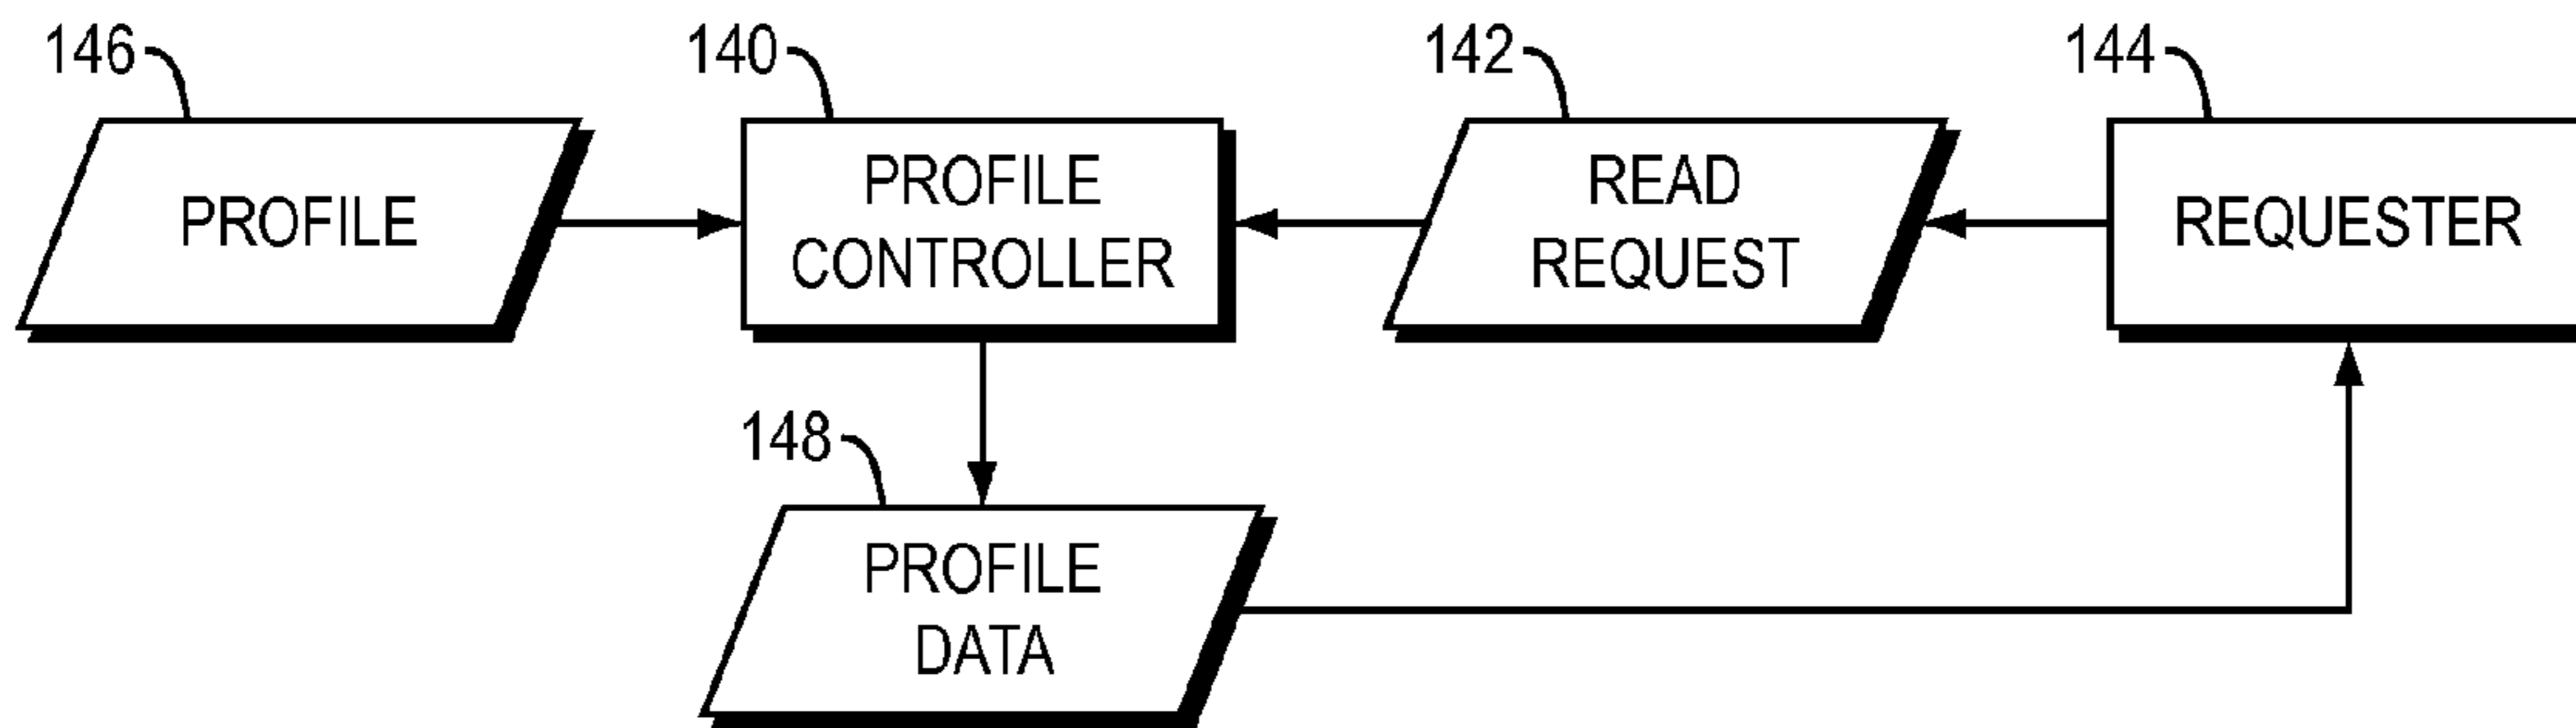 146
140
142
144
PROFILE
PROFILE
CONTROLLER
READ
REQUEST
REQUESTER
148
PROFILE
DATA